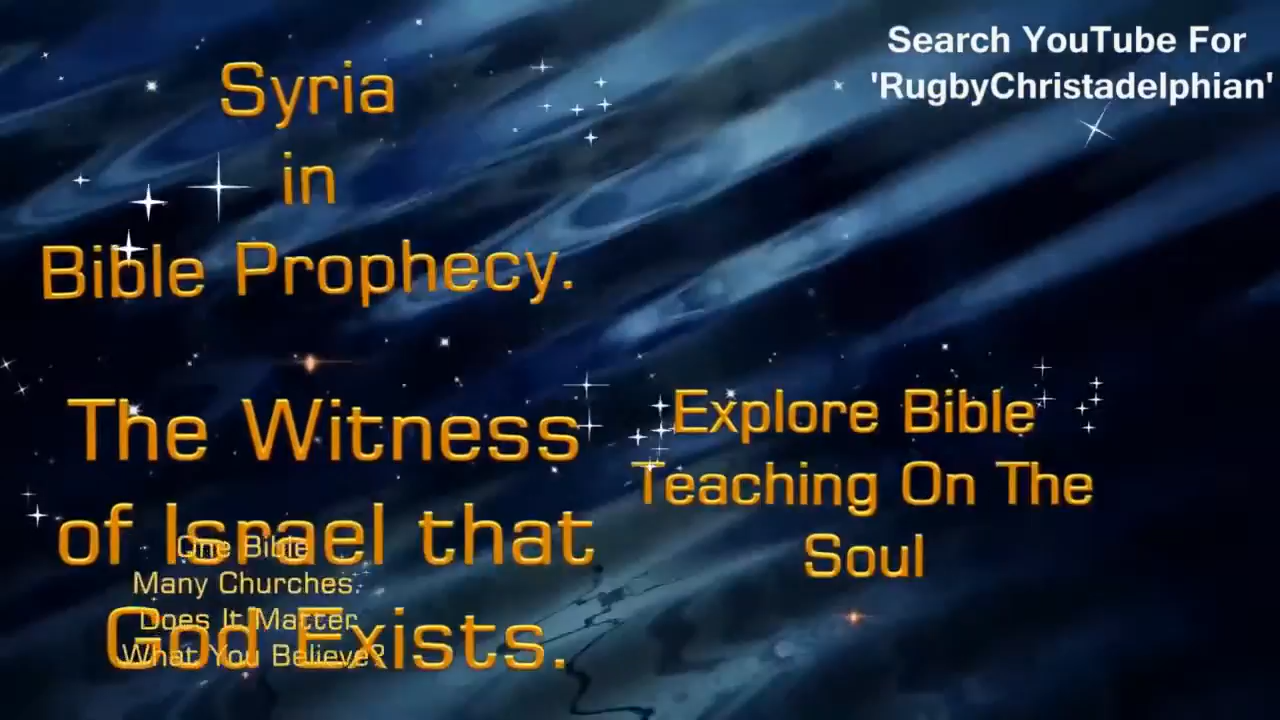 Search YouTube For
'RugbyChristadelphian'
Syria
in
Bible Prophecy.
The Witness
of Israel that
God Exists.
Explore Bible
Teaching On The
Soul
One Bible
Many Churches.
Does It Matter
What You Believe?